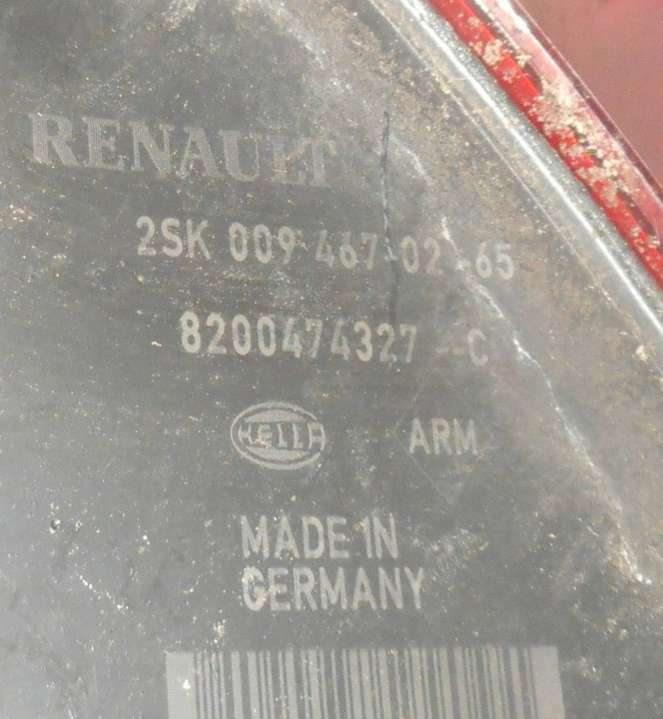 RENAULT
2SK 009 467-02-65
8200474327--C
HELLA ARM
MADE IN
GERMANY